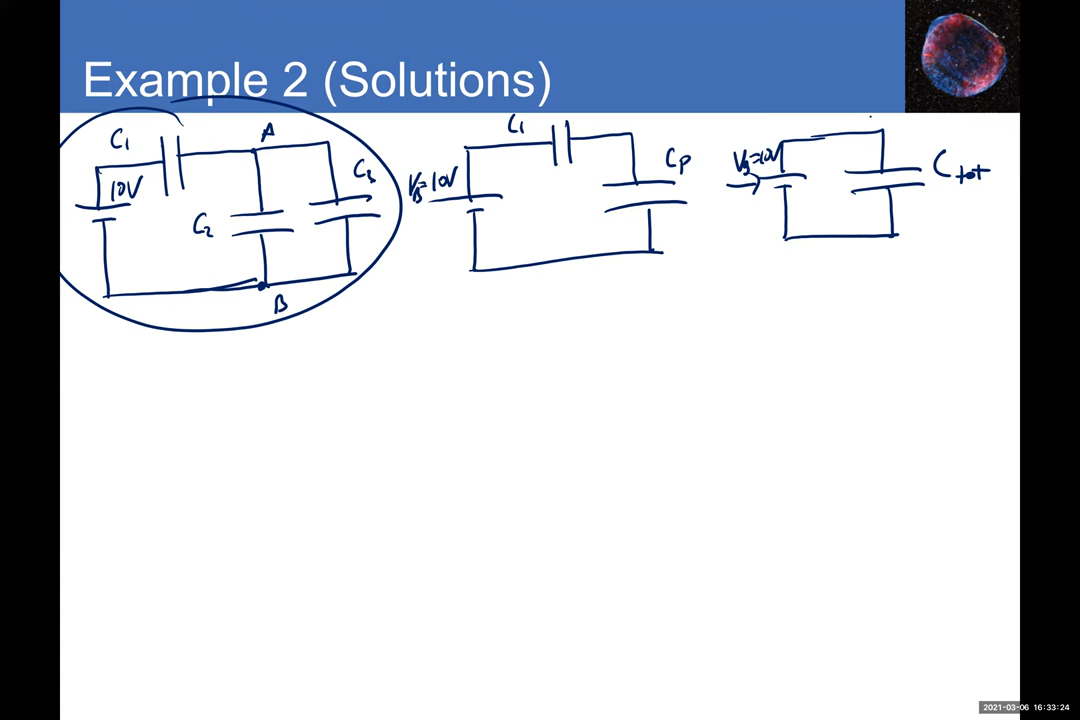 Example 2 (Solutions)
C1
10V
A
C2
C3
B
VB=10V
C1
CP
VB=10V
Ctot
2021-03-06 16:33:24